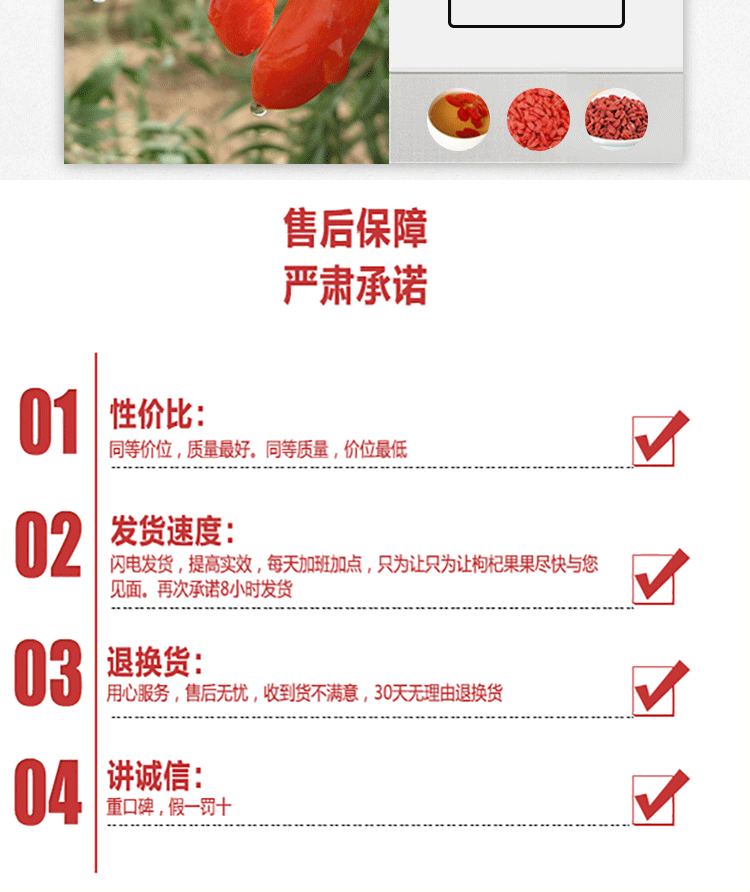 售后保障
严肃承诺
01
性价比：
同等价位，质量最好。同等质量，价位最低
02
发货速度：
闪电发货，提高实效，每天加班加点，只为让只为让枸杞果果尽快与您
见面。再次承诺8小时发货
03
退换货：
用心服务，售后无忧，收到货不满意，30天无理由退换货
04
讲诚信：
重口碑，假一罚十